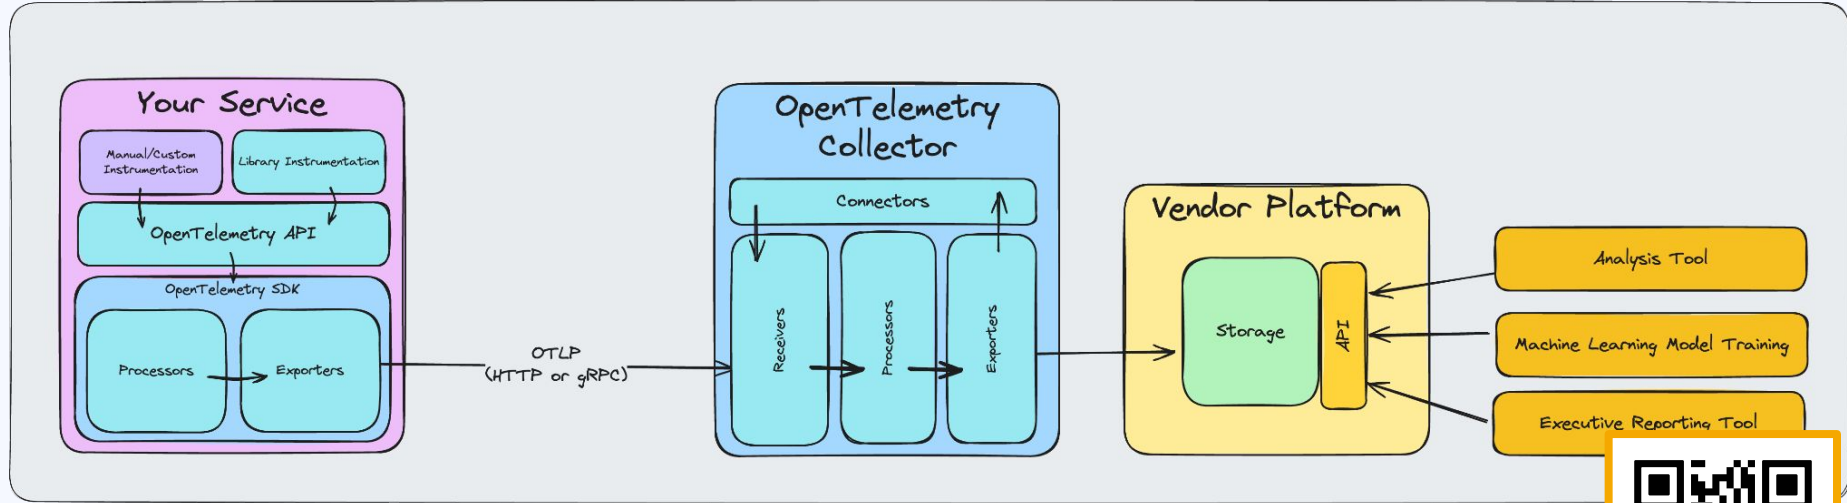 Your Service
Manual/Custom
Instrumentation
Library Instrumentation
OpenTelemetry API
OpenTelemetry SDK
Processors
Exporters
OTLP
(HTTP or gRPC)
OpenTelemetry
Collector
Connectors
Receivers
Processors
Exporters
Vendor Platform
Storage
API
Analysis Tool
Machine Learning Model Training
Executive Reporting Tool